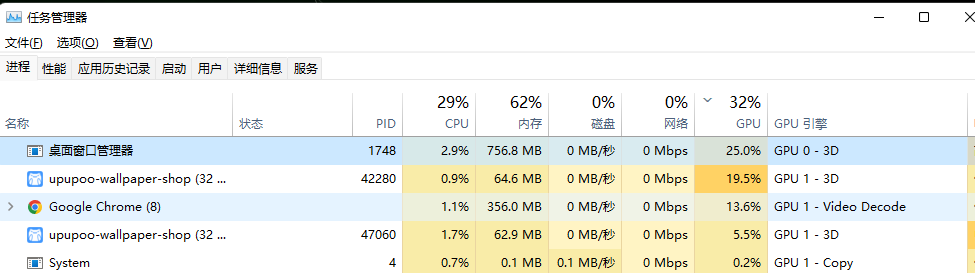 任务管理器
文件(F) 选项(O) 查看(V)
进程 性能 应用历史记录 启动 用户 详细信息 服务
29% 62% 0% 0% 32%
名称 状态 PID CPU 内存 磁盘 网络 GPU GPU 引擎
桌面窗口管理器 1748 2.9% 756.8 MB 0 MB/秒 0 Mbps 25.0% GPU 0 - 3D
upupoo-wallpaper-shop (32 ... 42280 0.9% 64.6 MB 0 MB/秒 0 Mbps 19.5% GPU 1 - 3D
Google Chrome (8) 1.1% 356.0 MB 0 MB/秒 0 Mbps 13.6% GPU 1 - Video Decode
upupoo-wallpaper-shop (32 ... 47060 1.7% 62.9 MB 0 MB/秒 0 Mbps 5.5% GPU 1 - 3D
System 4 0.7% 0.1 MB 0.1 MB/秒 0 Mbps 0.2% GPU 1 - Copy